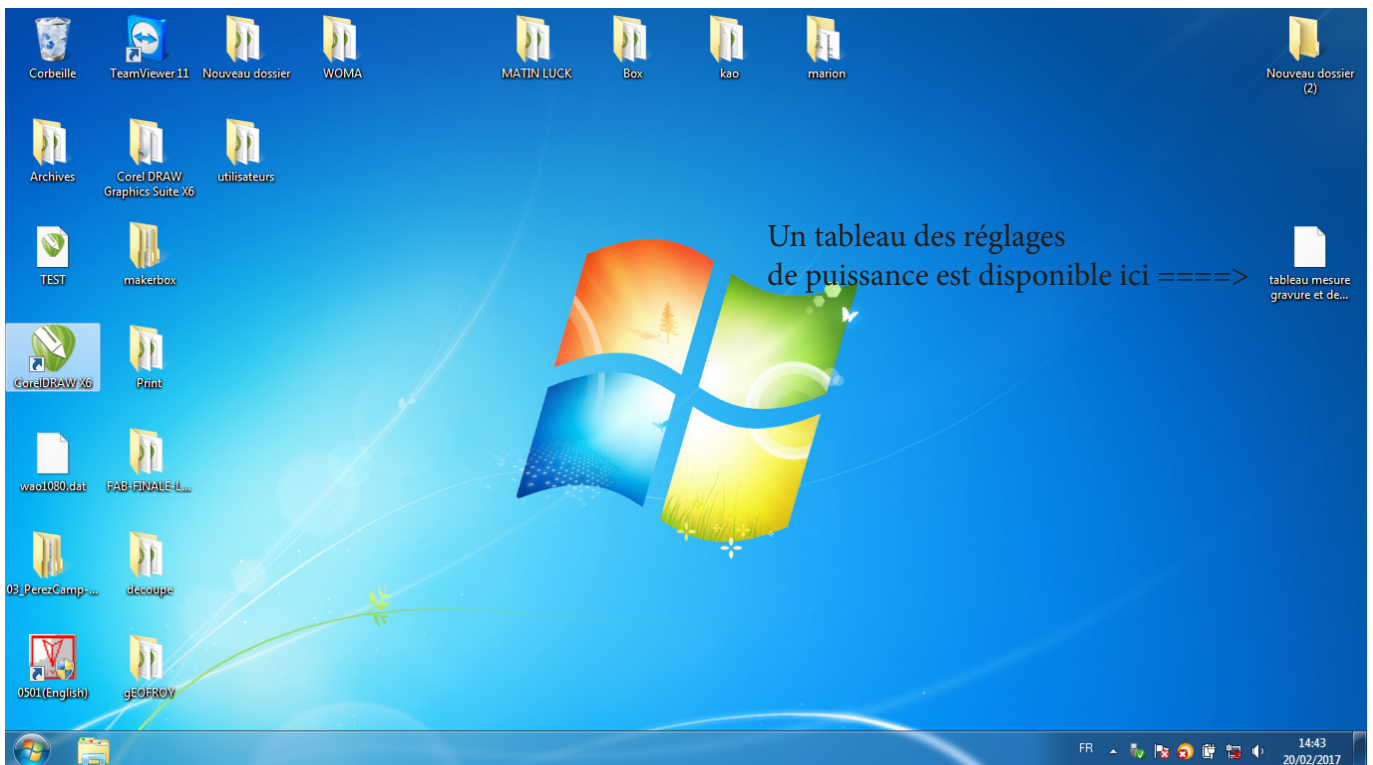 Corbeille
TeamViewer 11
Nouveau dossier
WOMA
MATIN LUCK
Box
kao
marion
Nouveau dossier
(2)
Archives
Corel DRAW
Graphics Suite X6
utilisateurs
TEST
makerbox
Un tableau des réglages
de puissance est disponible ici ====>
tableau mesure
gravure et de...
CorelDRAW X6
Print
wao1080.dat
FAB-FINALE-L...
03_PerezCamp-...
decoupe
0501(English)
gEOFROY
FR
14:43
20/02/2017